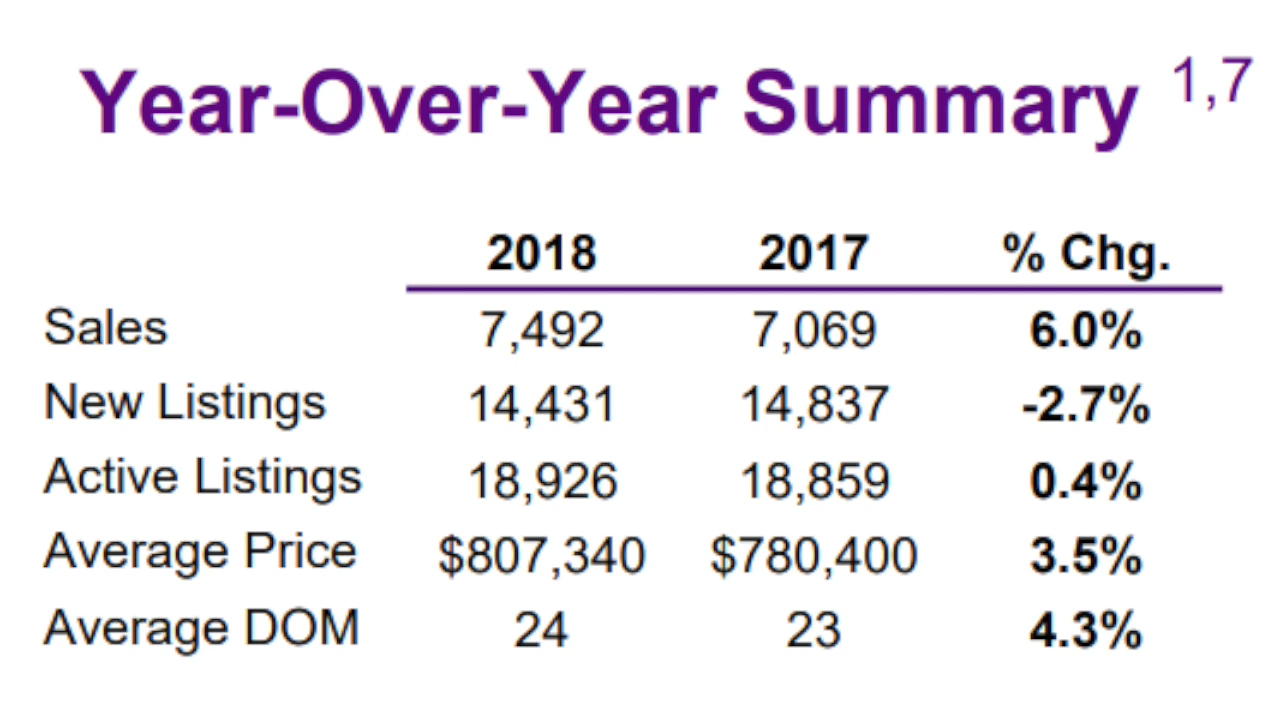 Year-Over-Year Summary 1,7
2018 2017 % Chg.
Sales 7,492 7,069 6.0%
New Listings 14,431 14,837 -2.7%
Active Listings 18,926 18,859 0.4%
Average Price $807,340 $780,400 3.5%
Average DOM 24 23 4.3%